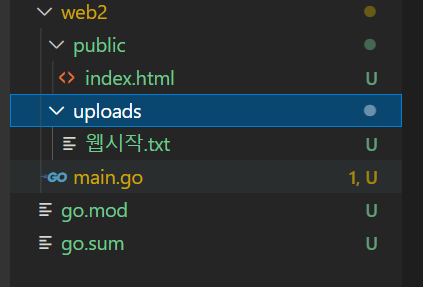 web2
public
<> index.html U
uploads
웹시작.txt U
GO main.go 1, U
go.mod U
go.sum U